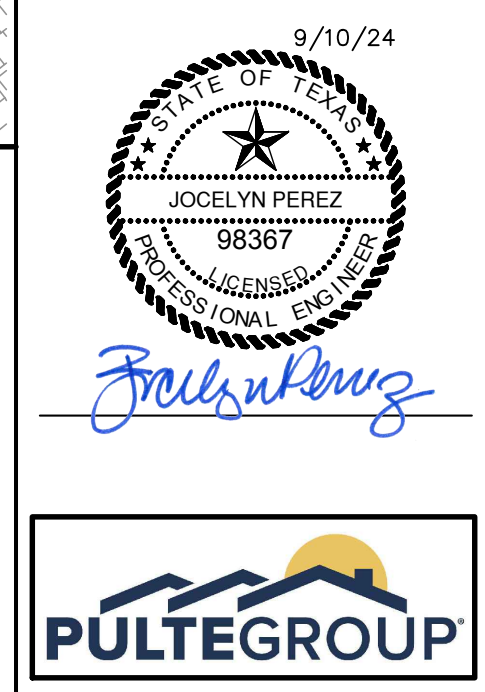 9/10/24
STATE OF TEXAS
JOCELYN PEREZ
98367
LICENSED
PROFESSIONAL ENGINEER
Jocelyn Perez
PULTEGROUP®